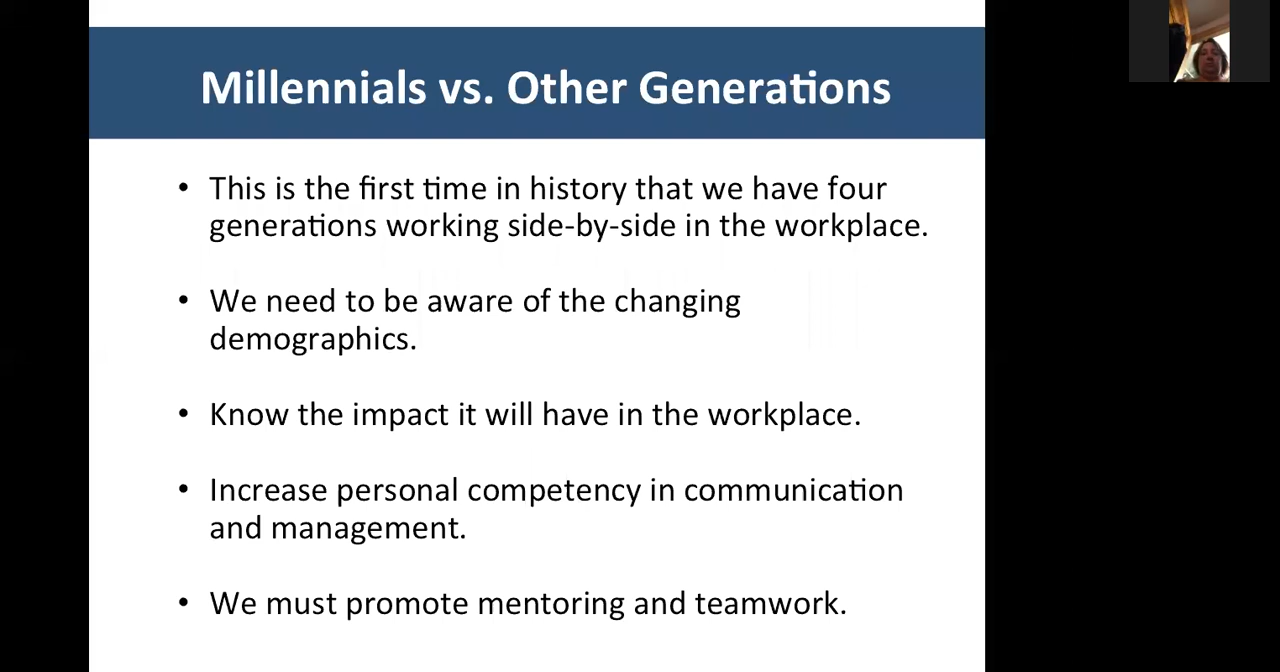 Millennials vs. Other Generations
• This is the first time in history that we have four
generations working side-by-side in the workplace.
• We need to be aware of the changing
demographics.
• Know the impact it will have in the workplace.
• Increase personal competency in communication
and management.
• We must promote mentoring and teamwork.